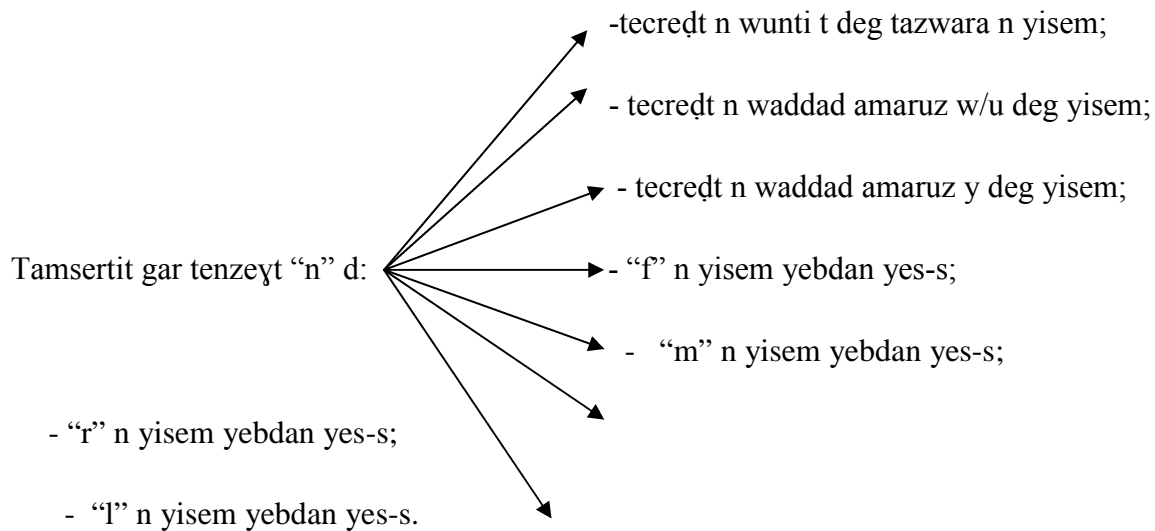 -tecreḍt n wunti t deg tazwara n yisem;
- tecreḍt n waddad amaruz w/u deg yisem;
- tecreḍt n waddad amaruz y deg yisem;
Tamsertit gar tenzeɣt “n” d:
- “f” n yisem yebdan yes-s;
- “m” n yisem yebdan yes-s;
- “r” n yisem yebdan yes-s;
- “l” n yisem yebdan yes-s.